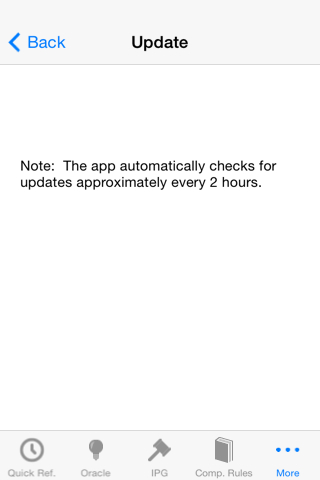 Back
Update
Note:  The app automatically checks for
updates approximately every 2 hours.
Quick Ref.
Oracle
IPG
Comp. Rules
More